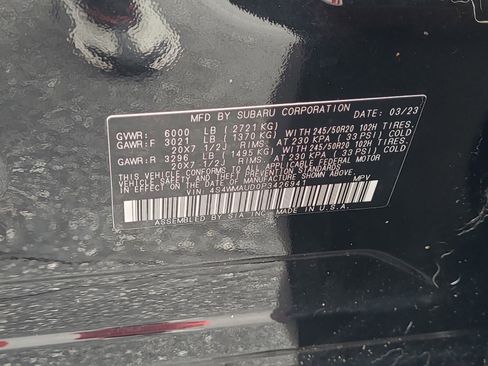 MFD BY SUBARU CORPORATION 03/23
GVWR: 6000 LB (2721 KG)
GAWR:F 3021 LB (1370 KG) WITH 245/50R20 102H TIRES,
20X7 1/2J RIMS, AT 230 KPA (33 PSI) COLD
GAWR:R 3296 LB (1495 KG) WITH 245/50R20 102H TIRES,
20X7 1/2J RIMS, AT 230 KPA (33 PSI) COLD
THIS VEHICLE CONFORMS TO ALL APPLICABLE FEDERAL MOTOR
VEHICLE SAFETY AND THEFT PREVENTION STANDARDS IN EFFECT
ON THE DATE OF MANUFACTURE SHOWN ABOVE.
VIN: 4S4WMAUD0P3426941 MPV
ASSEMBLED BY SIA INC. MADE IN U.S.A.